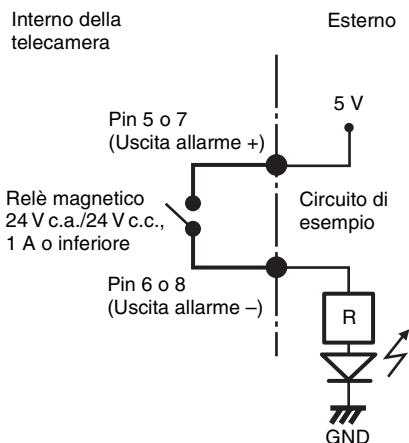 Interno della
telecamera
Esterno
5 V
Pin 5 o 7
(Uscita allarme +)
Relè magnetico
24 V c.a./24 V c.c.,
1 A o inferiore
Circuito di
esempio
Pin 6 o 8
(Uscita allarme –)
R
GND